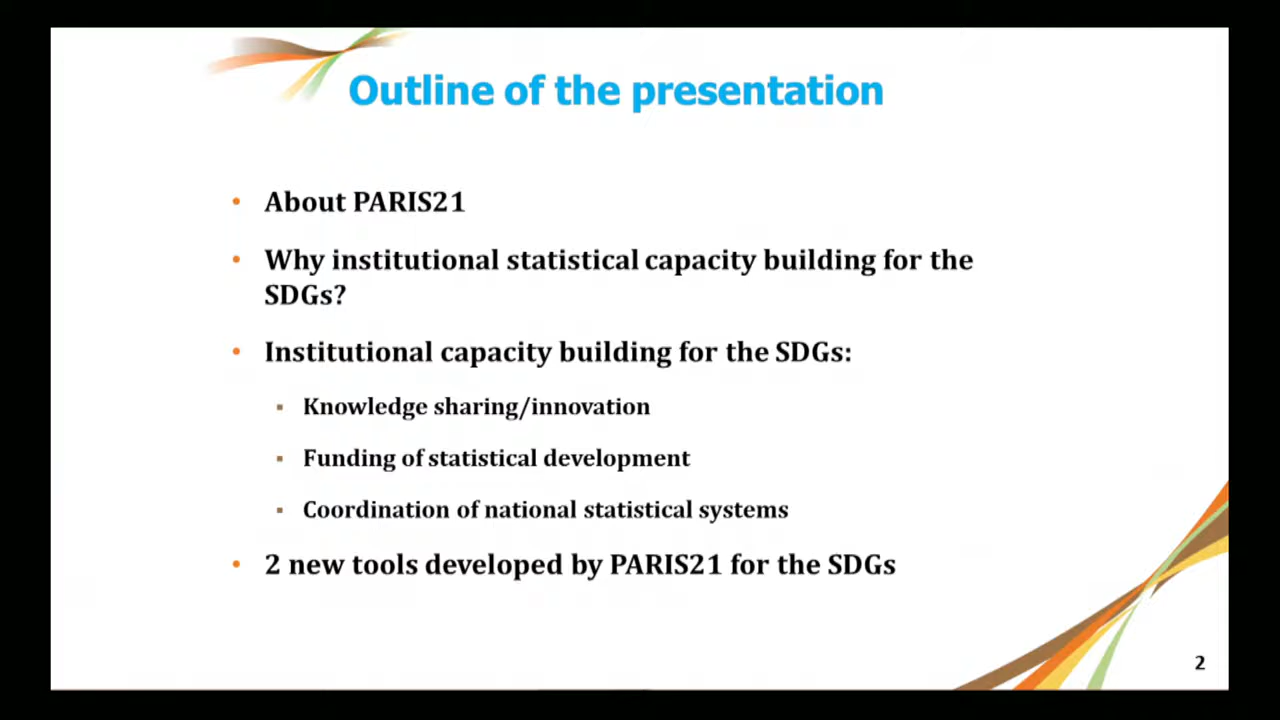 Outline of the presentation
• About PARIS21
• Why institutional statistical capacity building for the
SDGs?
• Institutional capacity building for the SDGs:
▪ Knowledge sharing/innovation
▪ Funding of statistical development
▪ Coordination of national statistical systems
• 2 new tools developed by PARIS21 for the SDGs
2